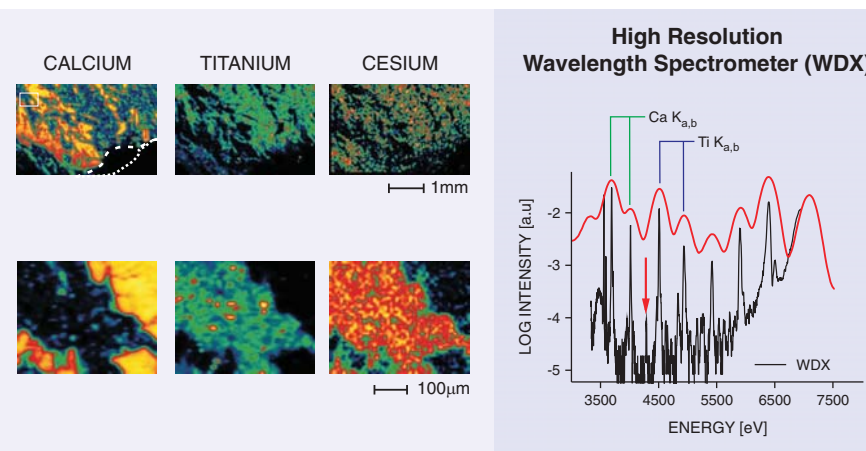 CALCIUM
TITANIUM
CESIUM
1mm
100µm
High Resolution
Wavelength Spectrometer (WDX)
Ca Ka,b
Ti Ka,b
LOG INTENSITY [a.u]
-2
-3
-4
-5
WDX
3500 4500 5500 6500 7500
ENERGY [eV]